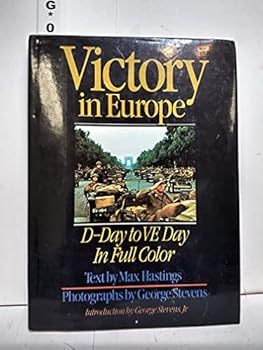 G*0
Victory
in Europe
D-Day to VE Day
In Full Color
Text by Max Hastings
Photographs by George Stevens
Introduction by George Stevens, Jr